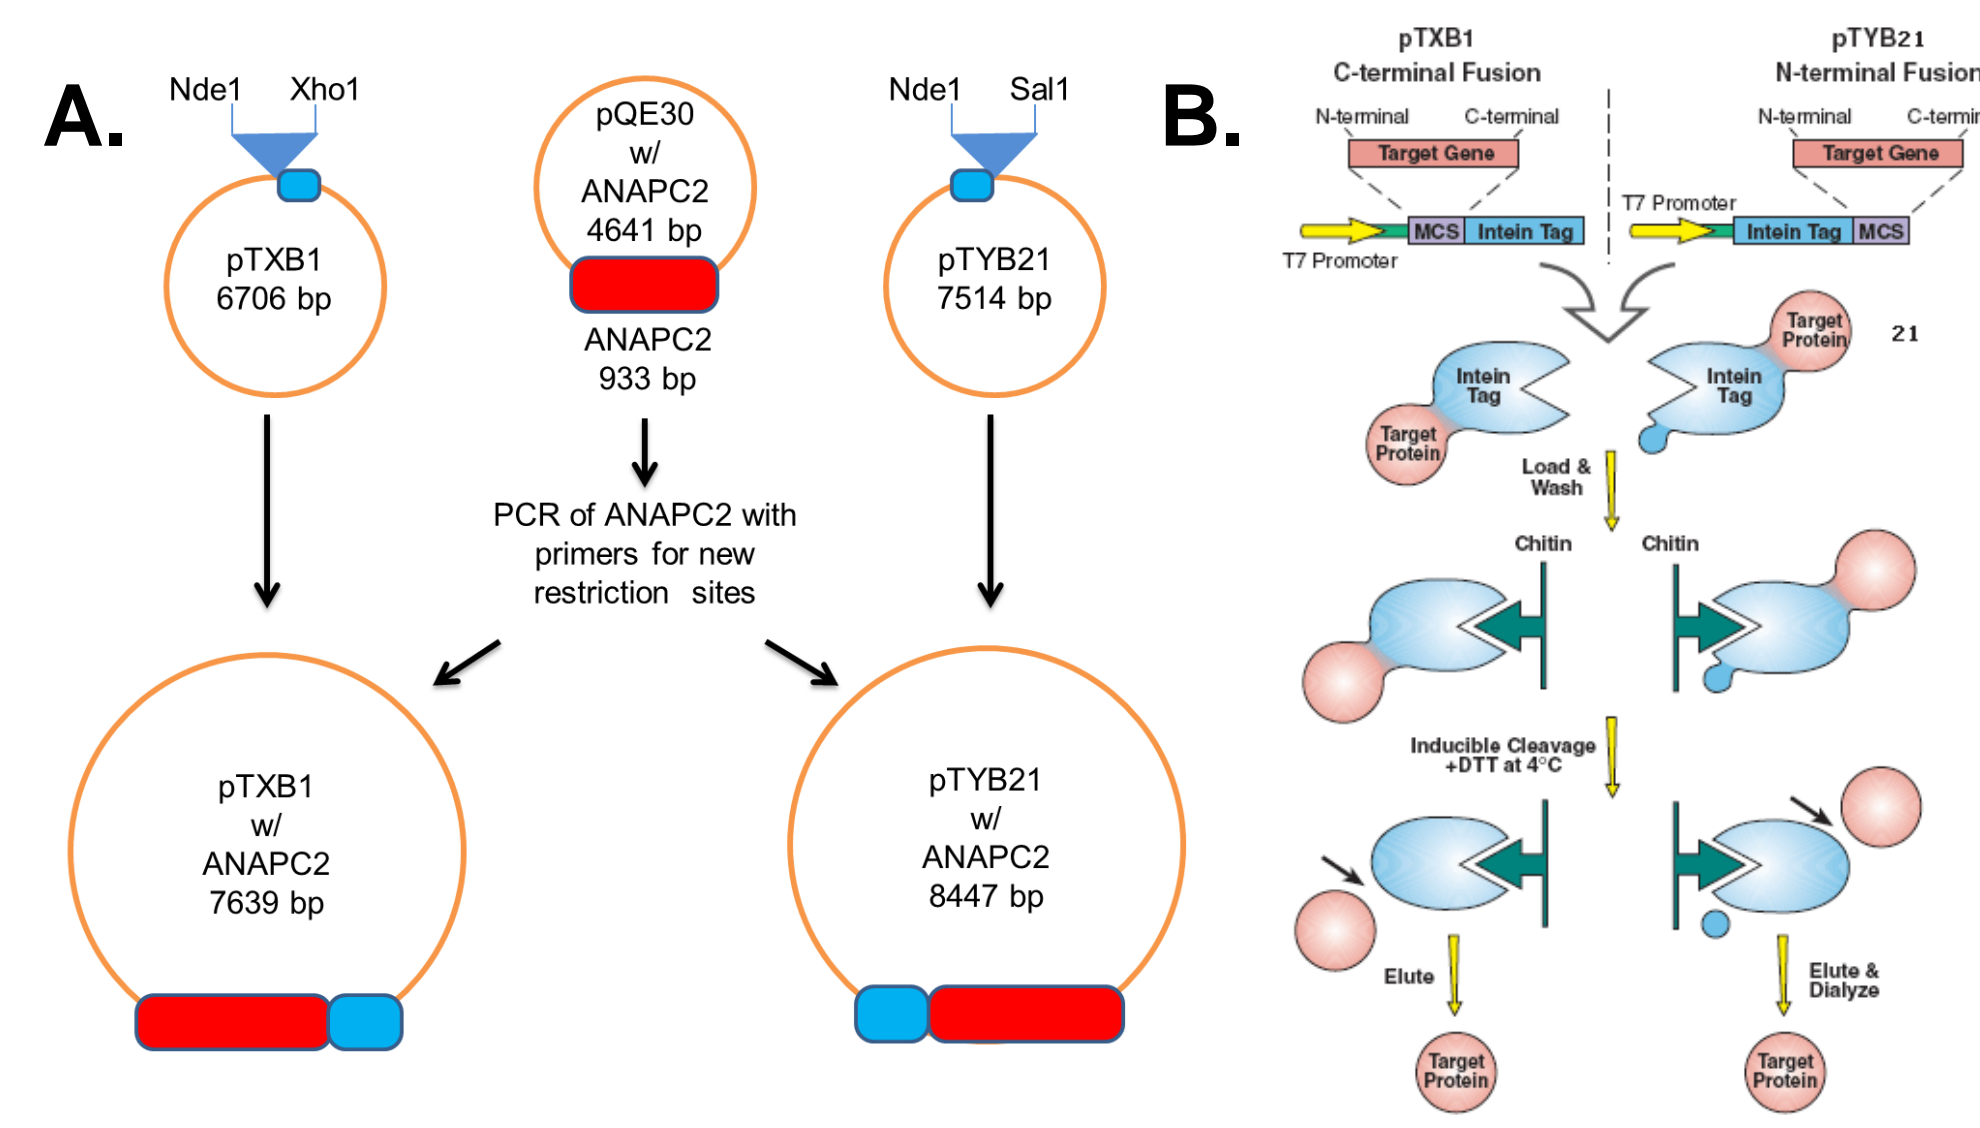 A.
Nde1 Xho1
pTXB1
6706 bp
pQE30
w/
ANAPC2
4641 bp
ANAPC2
933 bp
Nde1 Sal1
pTYB21
7514 bp
PCR of ANAPC2 with
primers for new
restriction sites
pTXB1
w/
ANAPC2
7639 bp
pTYB21
w/
ANAPC2
8447 bp
B.
pTXB1
C-terminal Fusion
N-terminal C-terminal
Target Gene
MCS Intein Tag
T7 Promoter
pTYB21
N-terminal Fusion
N-terminal C-termin
Target Gene
T7 Promoter
Intein Tag MCS
Intein
Tag
Target
Protein
Intein
Tag
Target
Protein
21
Load &
Wash
Chitin Chitin
Inducible Cleavage
+DTT at 4°C
Elute
Elute &
Dialyze
Target
Protein
Target
Protein